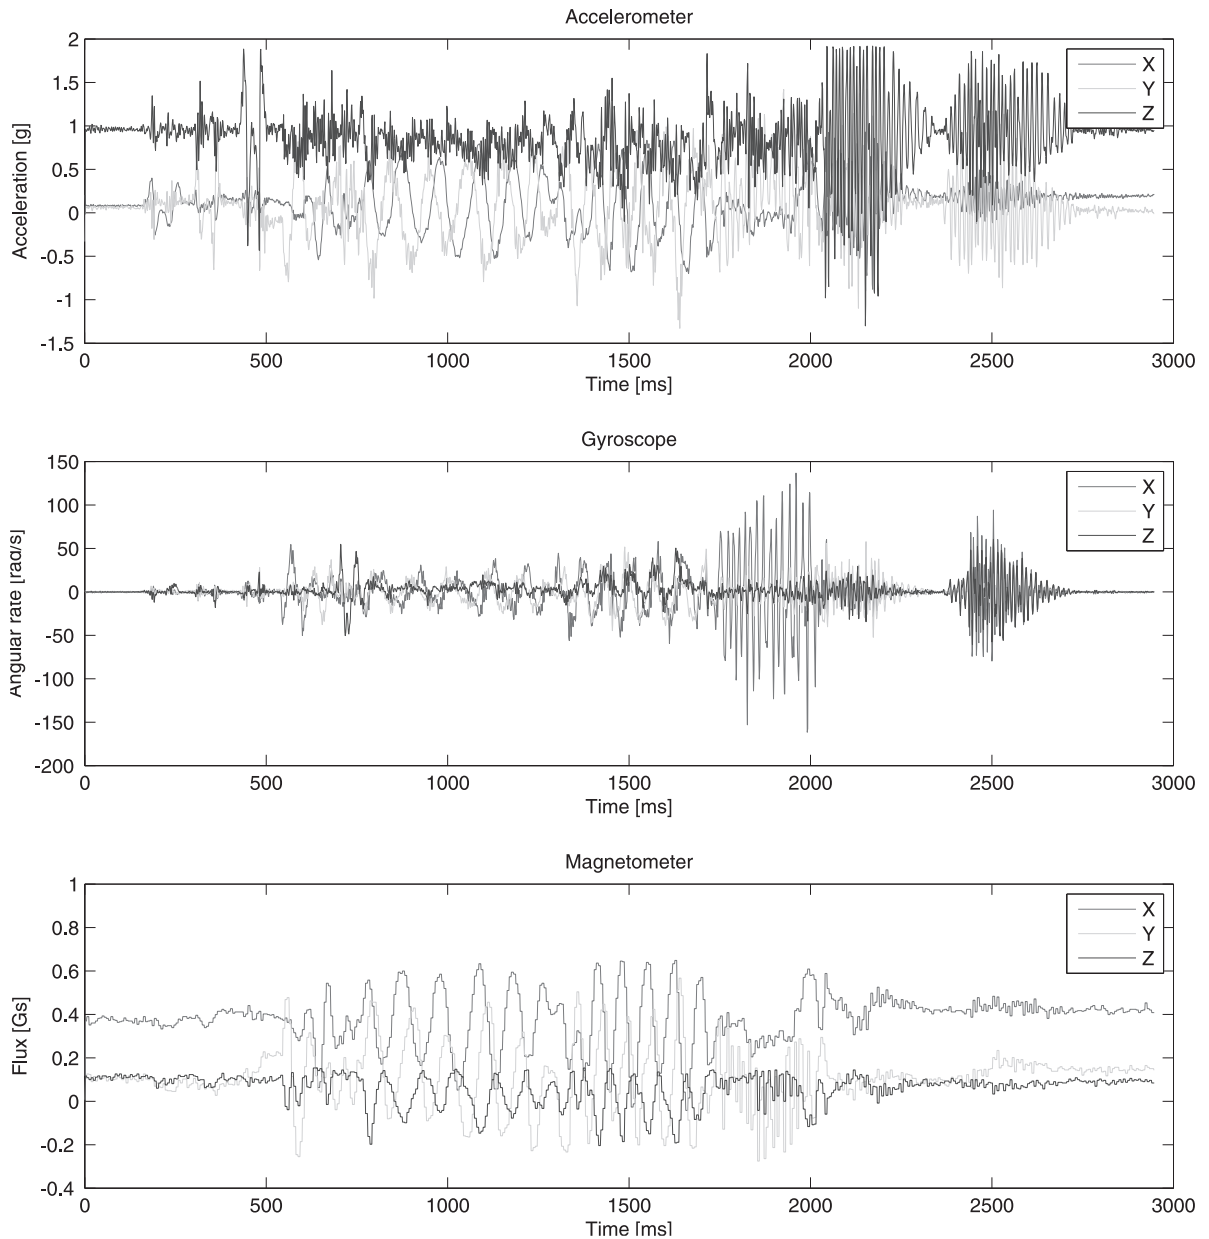 Accelerometer
2
1.5
1
0.5
0
-0.5
-1
-1.5
Acceleration [g]
X
Y
Z
0 500 1000 1500 2000 2500 3000
Time [ms]
Gyroscope
150
100
50
0
-50
-100
-150
-200
Angular rate [rad/s]
X
Y
Z
0 500 1000 1500 2000 2500 3000
Time [ms]
Magnetometer
1
0.8
0.6
0.4
0.2
0
-0.2
-0.4
Flux [Gs]
X
Y
Z
0 500 1000 1500 2000 2500 3000
Time [ms]